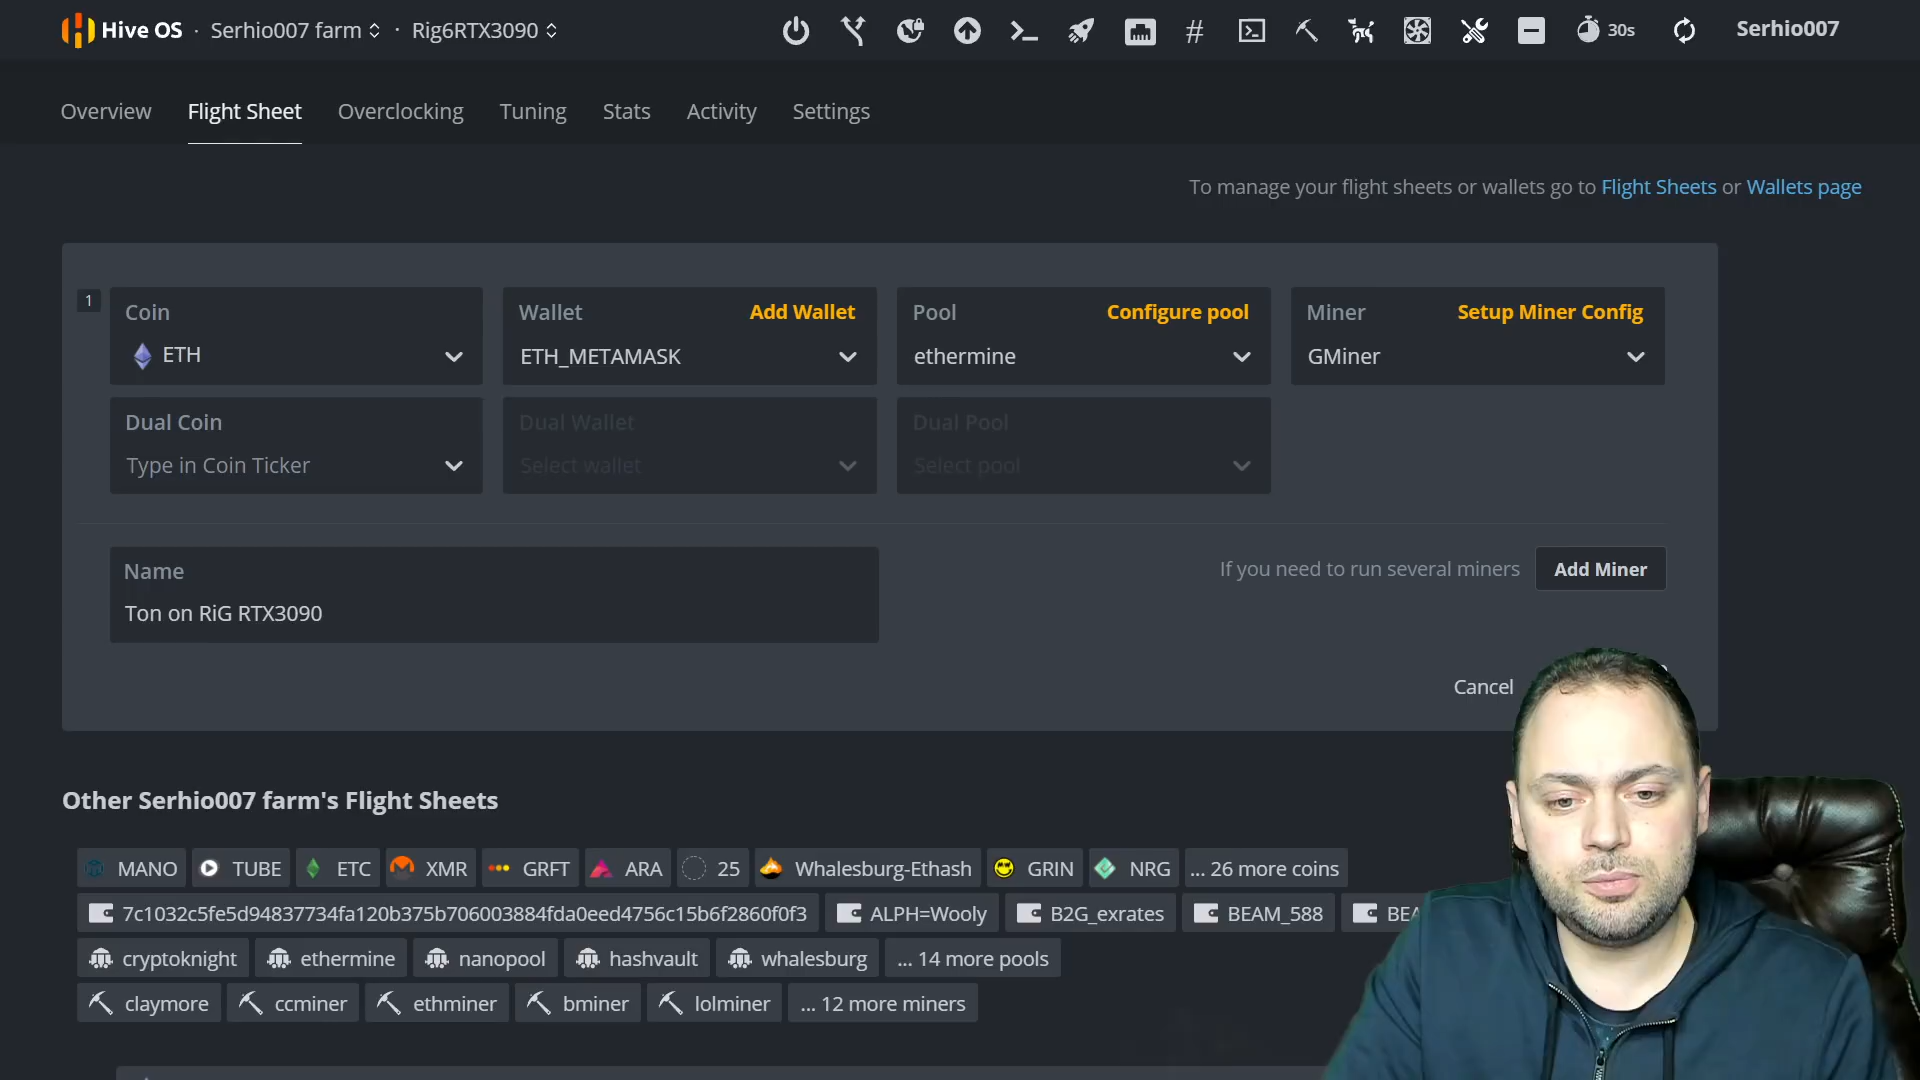 Hive OS · Serhio007 farm · Rig6RTX3090 # 30s Serhio007
Overview Flight Sheet Overclocking Tuning Stats Activity Settings
To manage your flight sheets or wallets go to Flight Sheets or Wallets page
1 Coin Wallet Add Wallet Pool Configure pool Miner Setup Miner Config
ETH ETH_METAMASK ethermine GMiner
Dual Coin Dual Wallet Dual Pool
Type in Coin Ticker Select wallet Select pool
Name
Ton on RiG RTX3090
If you need to run several miners Add Miner
Cancel
Other Serhio007 farm's Flight Sheets
MANO TUBE ETC XMR GRFT ARA 25 Whalesburg-Ethash GRIN NRG ... 26 more coins
7c1032c5fe5d94837734fa120b375b706003884fda0eed4756c15b6f2860f0f3 ALPH=Wooly B2G_exrates BEAM_588
cryptoknight ethermine nanopool hashvault whalesburg ... 14 more pools
claymore ccminer ethminer bminer lolminer ... 12 more miners